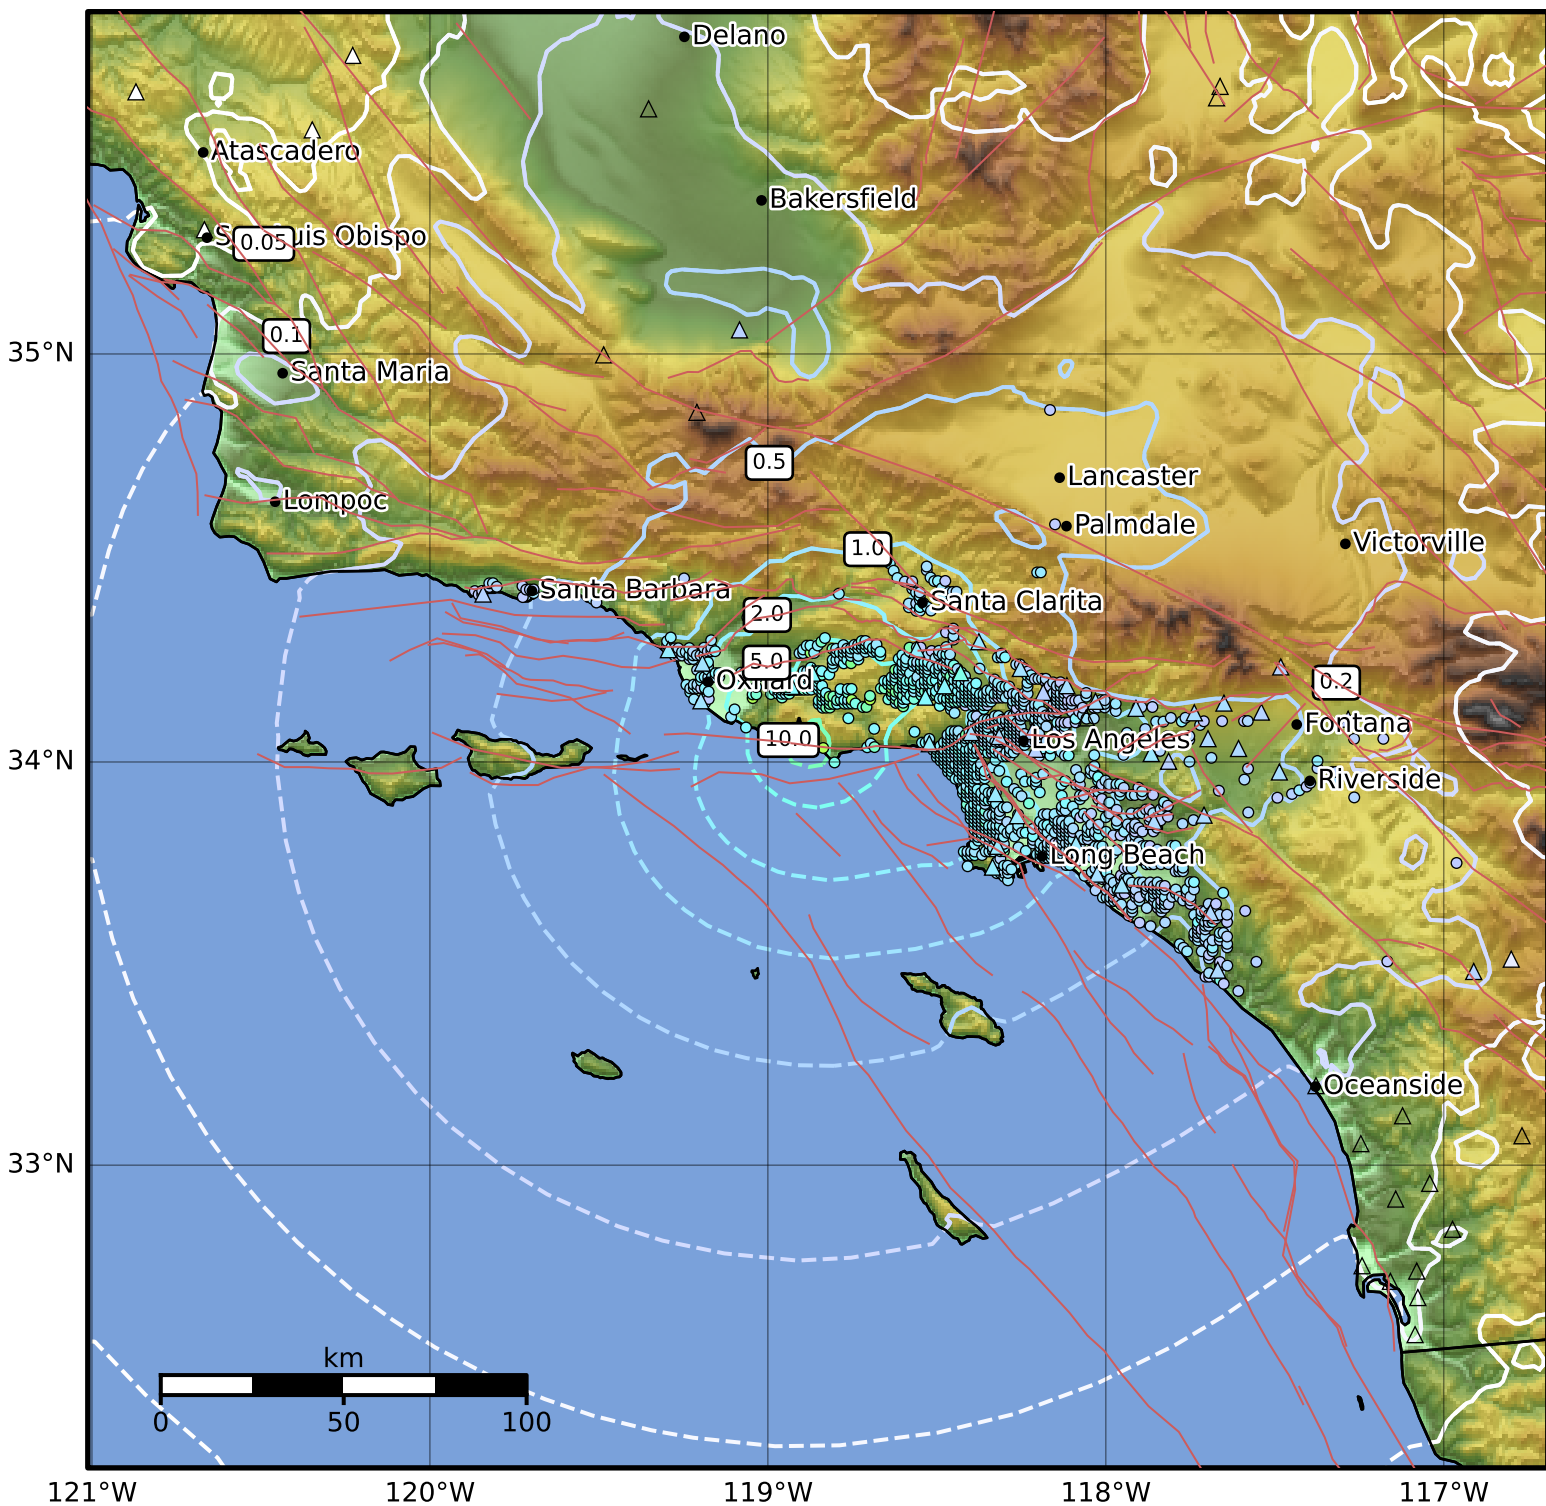 Delano
Atascadero
Bakersfield
S uis Obispo
0.05
0.1
35°N
Santa Maria
0.5
Lancaster
Lompoc
Palmdale
1.0
Victorville
Santa Barbara
Santa Clarita
2.0
5.0
Oxnard
0.2
Fontana
10.0
Los Angeles
34°N
Riverside
Long Beach
Oceanside
33°N
km
0 50 100
121°W 120°W 119°W 118°W 117°W